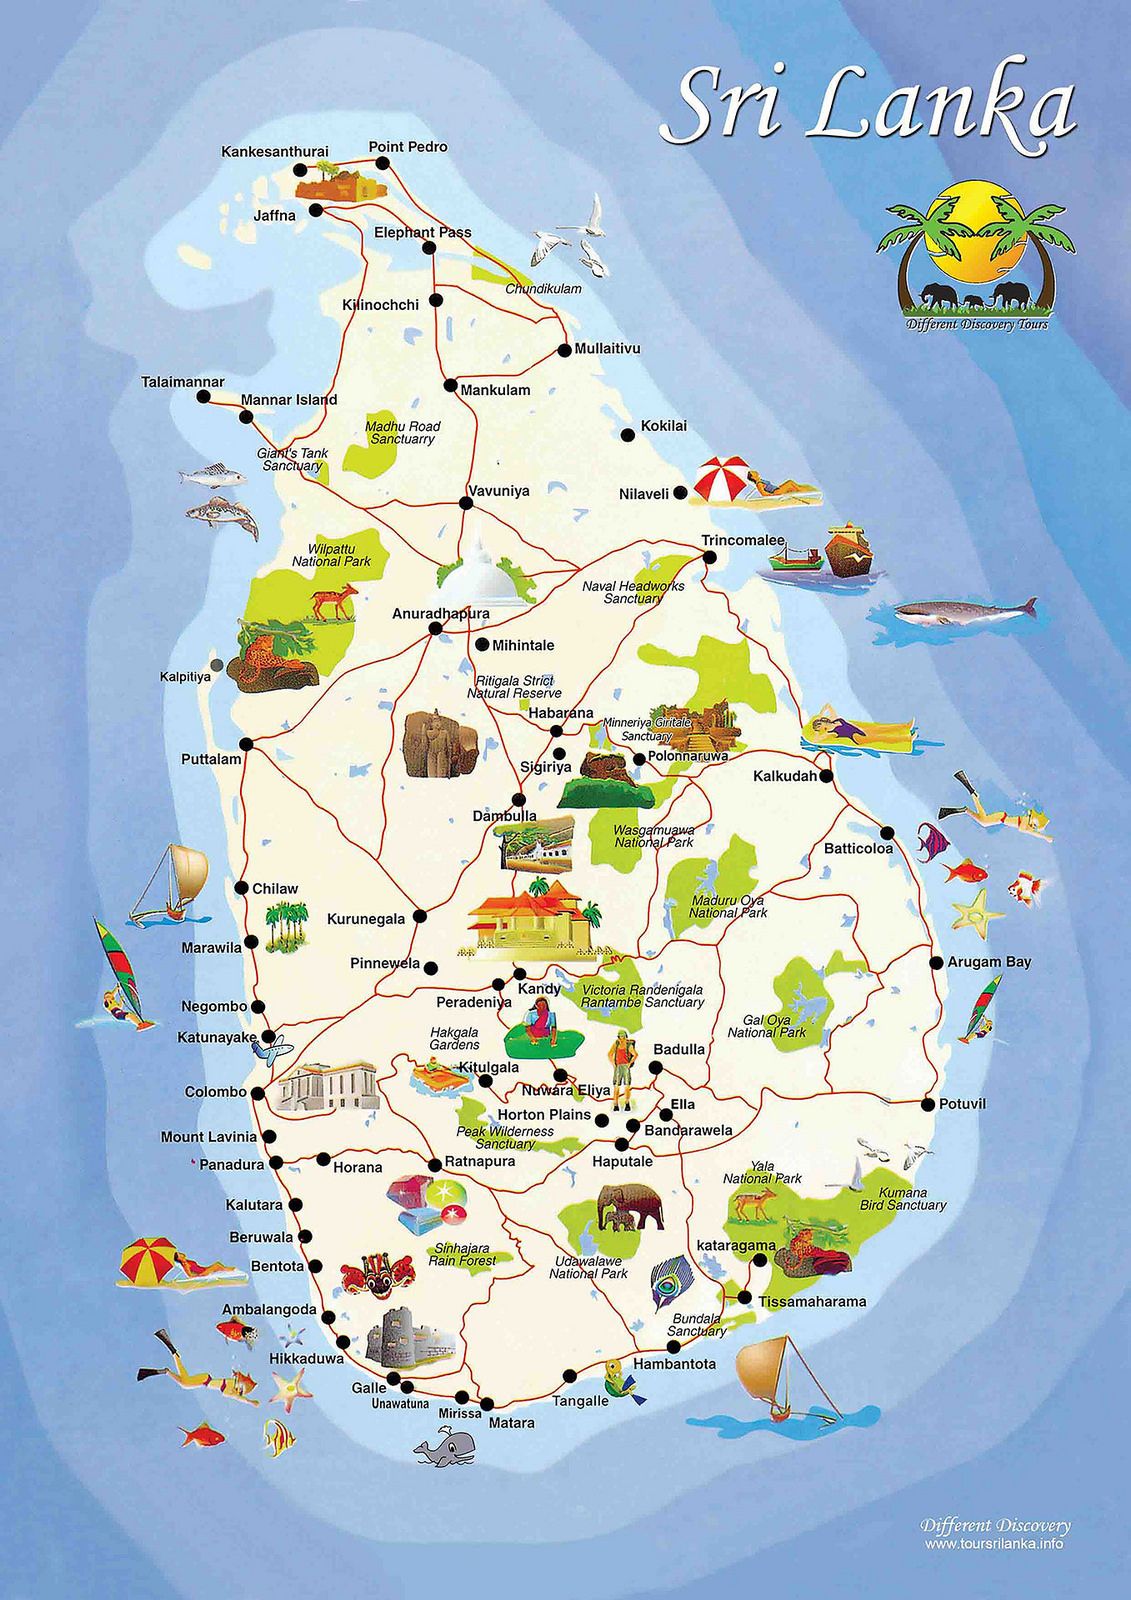 Sri Lanka
Different Discovery Tours
Kankesanthurai
Point Pedro
Jaffna
Elephant Pass
Chundikulam
Kilinochchi
Mullaitivu
Talaimannar
Mankulam
Mannar Island
Madhu Road
Sanctuarry
Kokilai
Giant's Tank
Sanctuary
Vavuniya
Nilaveli
Trincomalee
Wilpattu
National Park
Naval Headworks
Sanctuary
Anuradhapura
Mihintale
Kalpitiya
Ritigala Strict
Natural Reserve
Habarana
Minneriya Giritale
Sanctuary
Puttalam
Sigiriya
Polonnaruwa
Kalkudah
Dambulla
Wasgamuawa
National Park
Batticoloa
Chilaw
Maduru Oya
National Park
Kurunegala
Marawila
Pinnewela
Arugam Bay
Kandy
Peradeniya
Victoria Randenigala
Rantambe Sanctuary
Negombo
Gal Oya
National Park
Katunayake
Hakgala
Gardens
Badulla
Kitulgala
Colombo
Nuwara Eliya
Ella
Potuvil
Horton Plains
Mount Lavinia
Peak Wilderness
Sanctuary
Bandarawela
Panadura
Horana
Ratnapura
Haputale
Yala
National Park
Kumana
Bird Sanctuary
Kalutara
Beruwala
kataragama
Sinhajara
Rain Forest
Bentota
Udawalawe
National Park
Tissamaharama
Ambalangoda
Bundala
Sanctuary
Hikkaduwa
Hambantota
Galle
Unawatuna
Tangalle
Mirissa
Matara
Different Discovery
www.toursrilanka.info